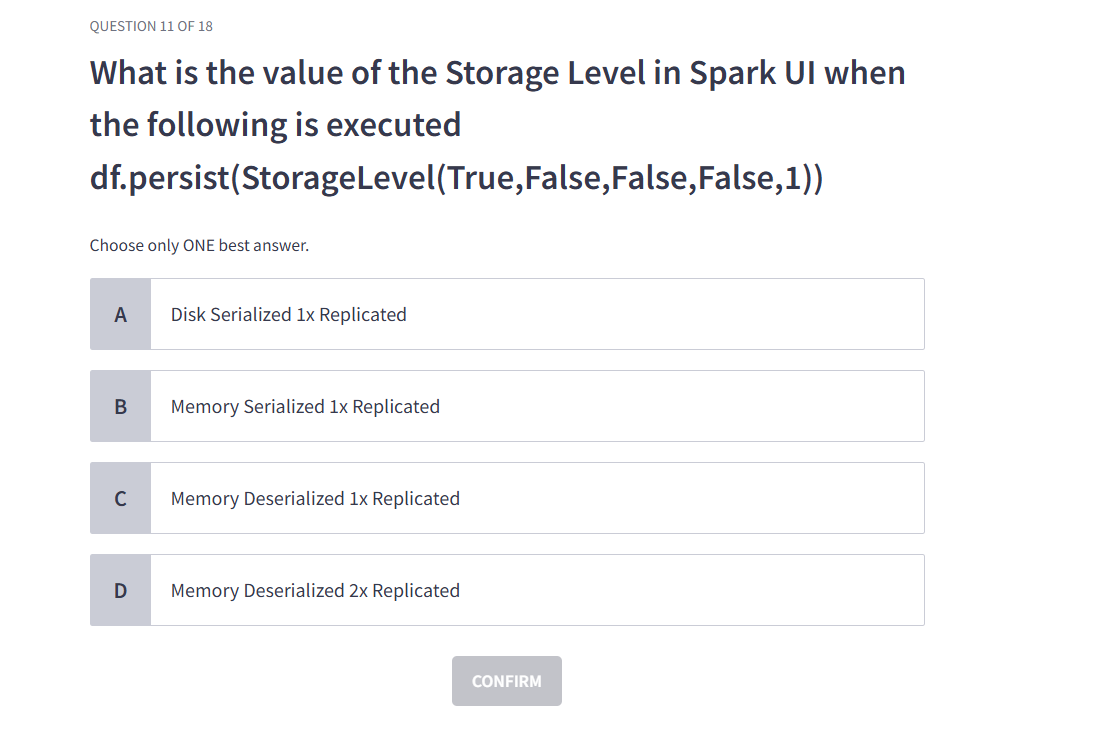 QUESTION 11 OF 18
What is the value of the Storage Level in Spark UI when
the following is executed
df.persist(StorageLevel(True,False,False,False,1))
Choose only ONE best answer.
A Disk Serialized 1x Replicated
B Memory Serialized 1x Replicated
C Memory Deserialized 1x Replicated
D Memory Deserialized 2x Replicated
CONFIRM